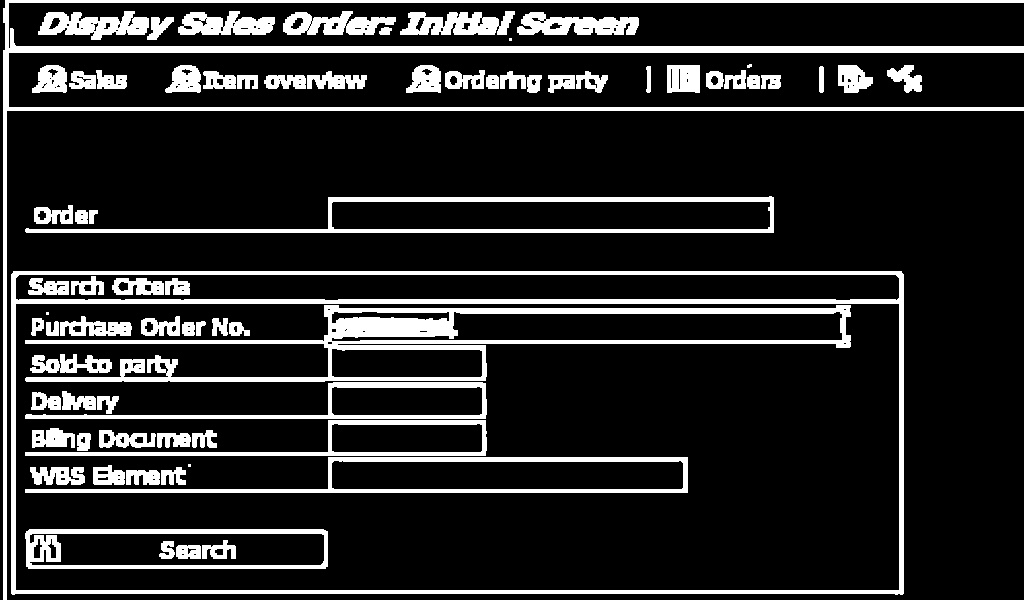 Display Sales Order: Initial Screen
Sales Item overview Ordering party Orders
Order
Search Criteria
Purchase Order No.
Sold-to party
Delivery
Billing Document
WBS Element
Search